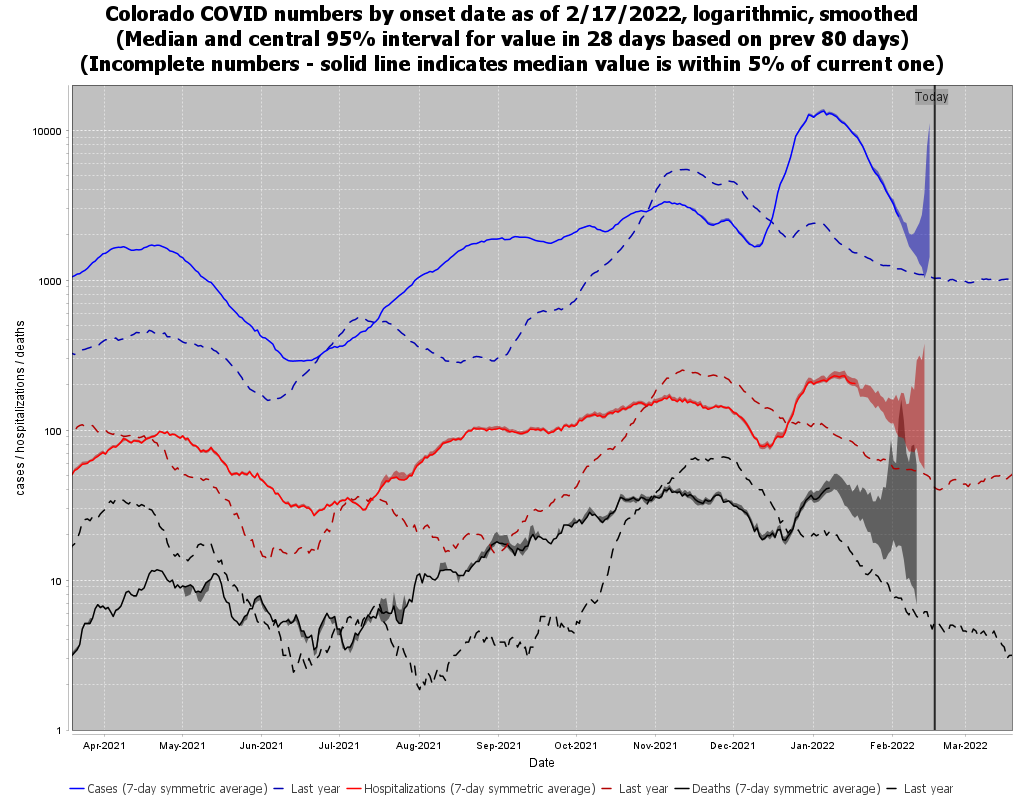 Colorado COVID numbers by onset date as of 2/17/2022, logarithmic, smoothed
(Median and central 95% interval for value in 28 days based on prev 80 days)
(Incomplete numbers - solid line indicates median value is within 5% of current one)
Today
10000
1000
100
10
1
cases / hospitalizations / deaths
Apr-2021 May-2021 Jun-2021 Jul-2021 Aug-2021 Sep-2021 Oct-2021 Nov-2021 Dec-2021 Jan-2022 Feb-2022 Mar-2022
Date
Cases (7-day symmetric average) Last year Hospitalizations (7-day symmetric average) Last year Deaths (7-day symmetric average) Last year